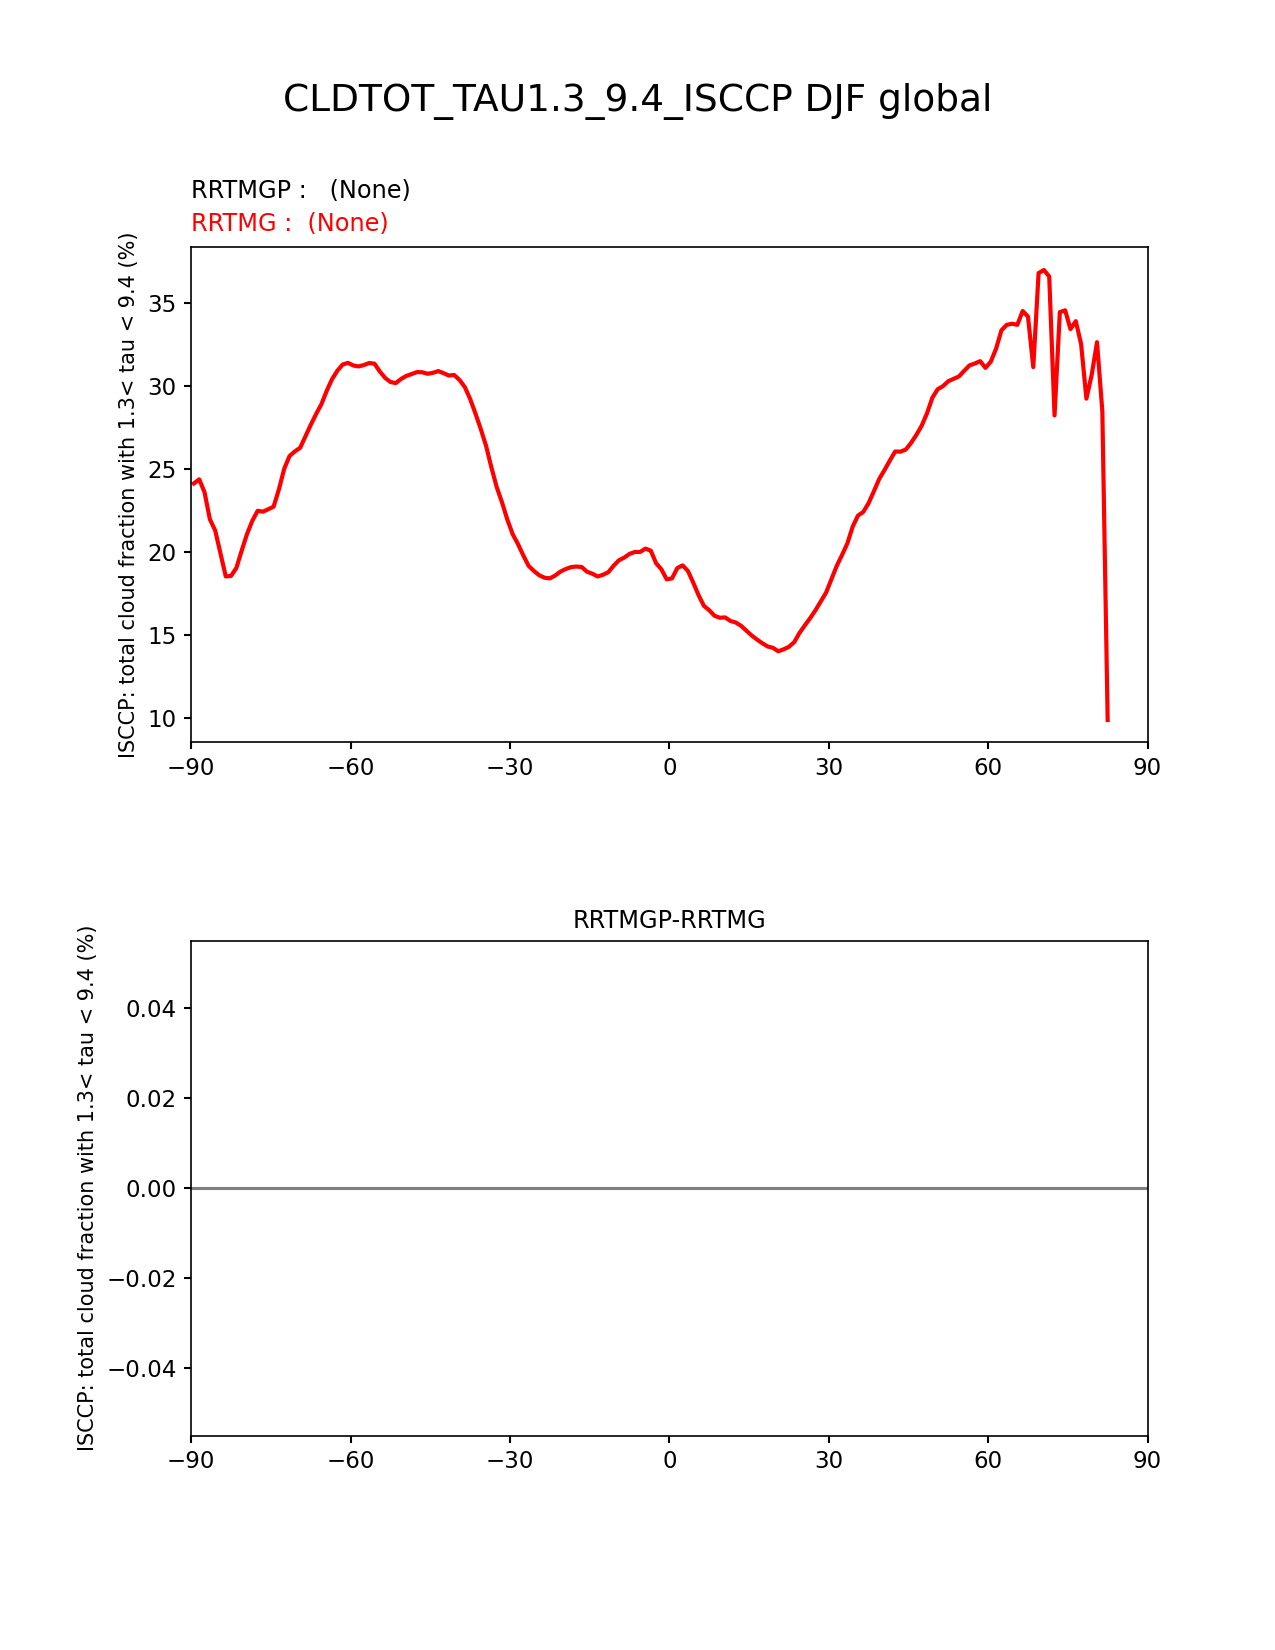 CLDTOT_TAU1.3_9.4_ISCCP DJF global
RRTMGP :   (None)
RRTMG :  (None)
ISCCP: total cloud fraction with 1.3< tau < 9.4 (%)
35
30
25
20
15
10
−90 −60 −30 0 30 60 90
RRTMGP-RRTMG
ISCCP: total cloud fraction with 1.3< tau < 9.4 (%)
0.04
0.02
0.00
−0.02
−0.04
−90 −60 −30 0 30 60 90